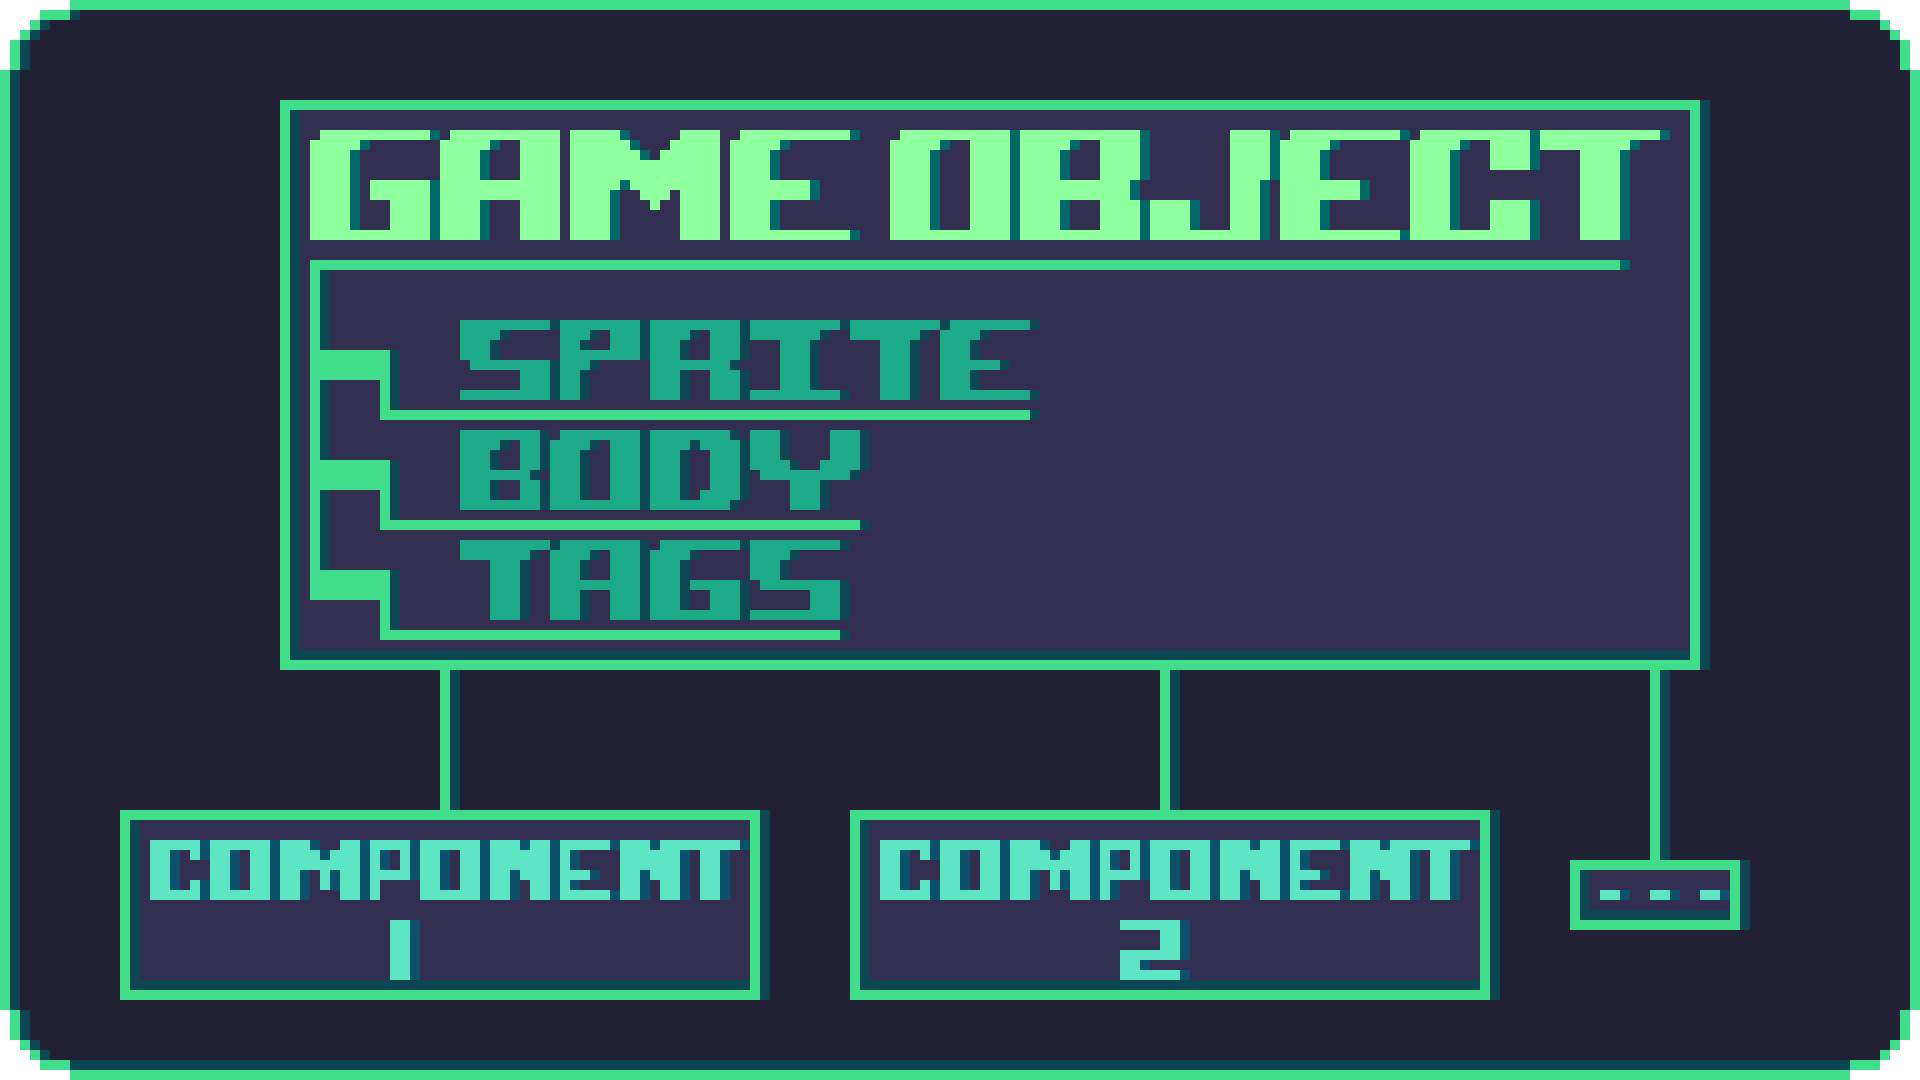 GAME OBJECT
SPRITE
BODY
TAGS
COMPONENT
1
COMPONENT
2
---